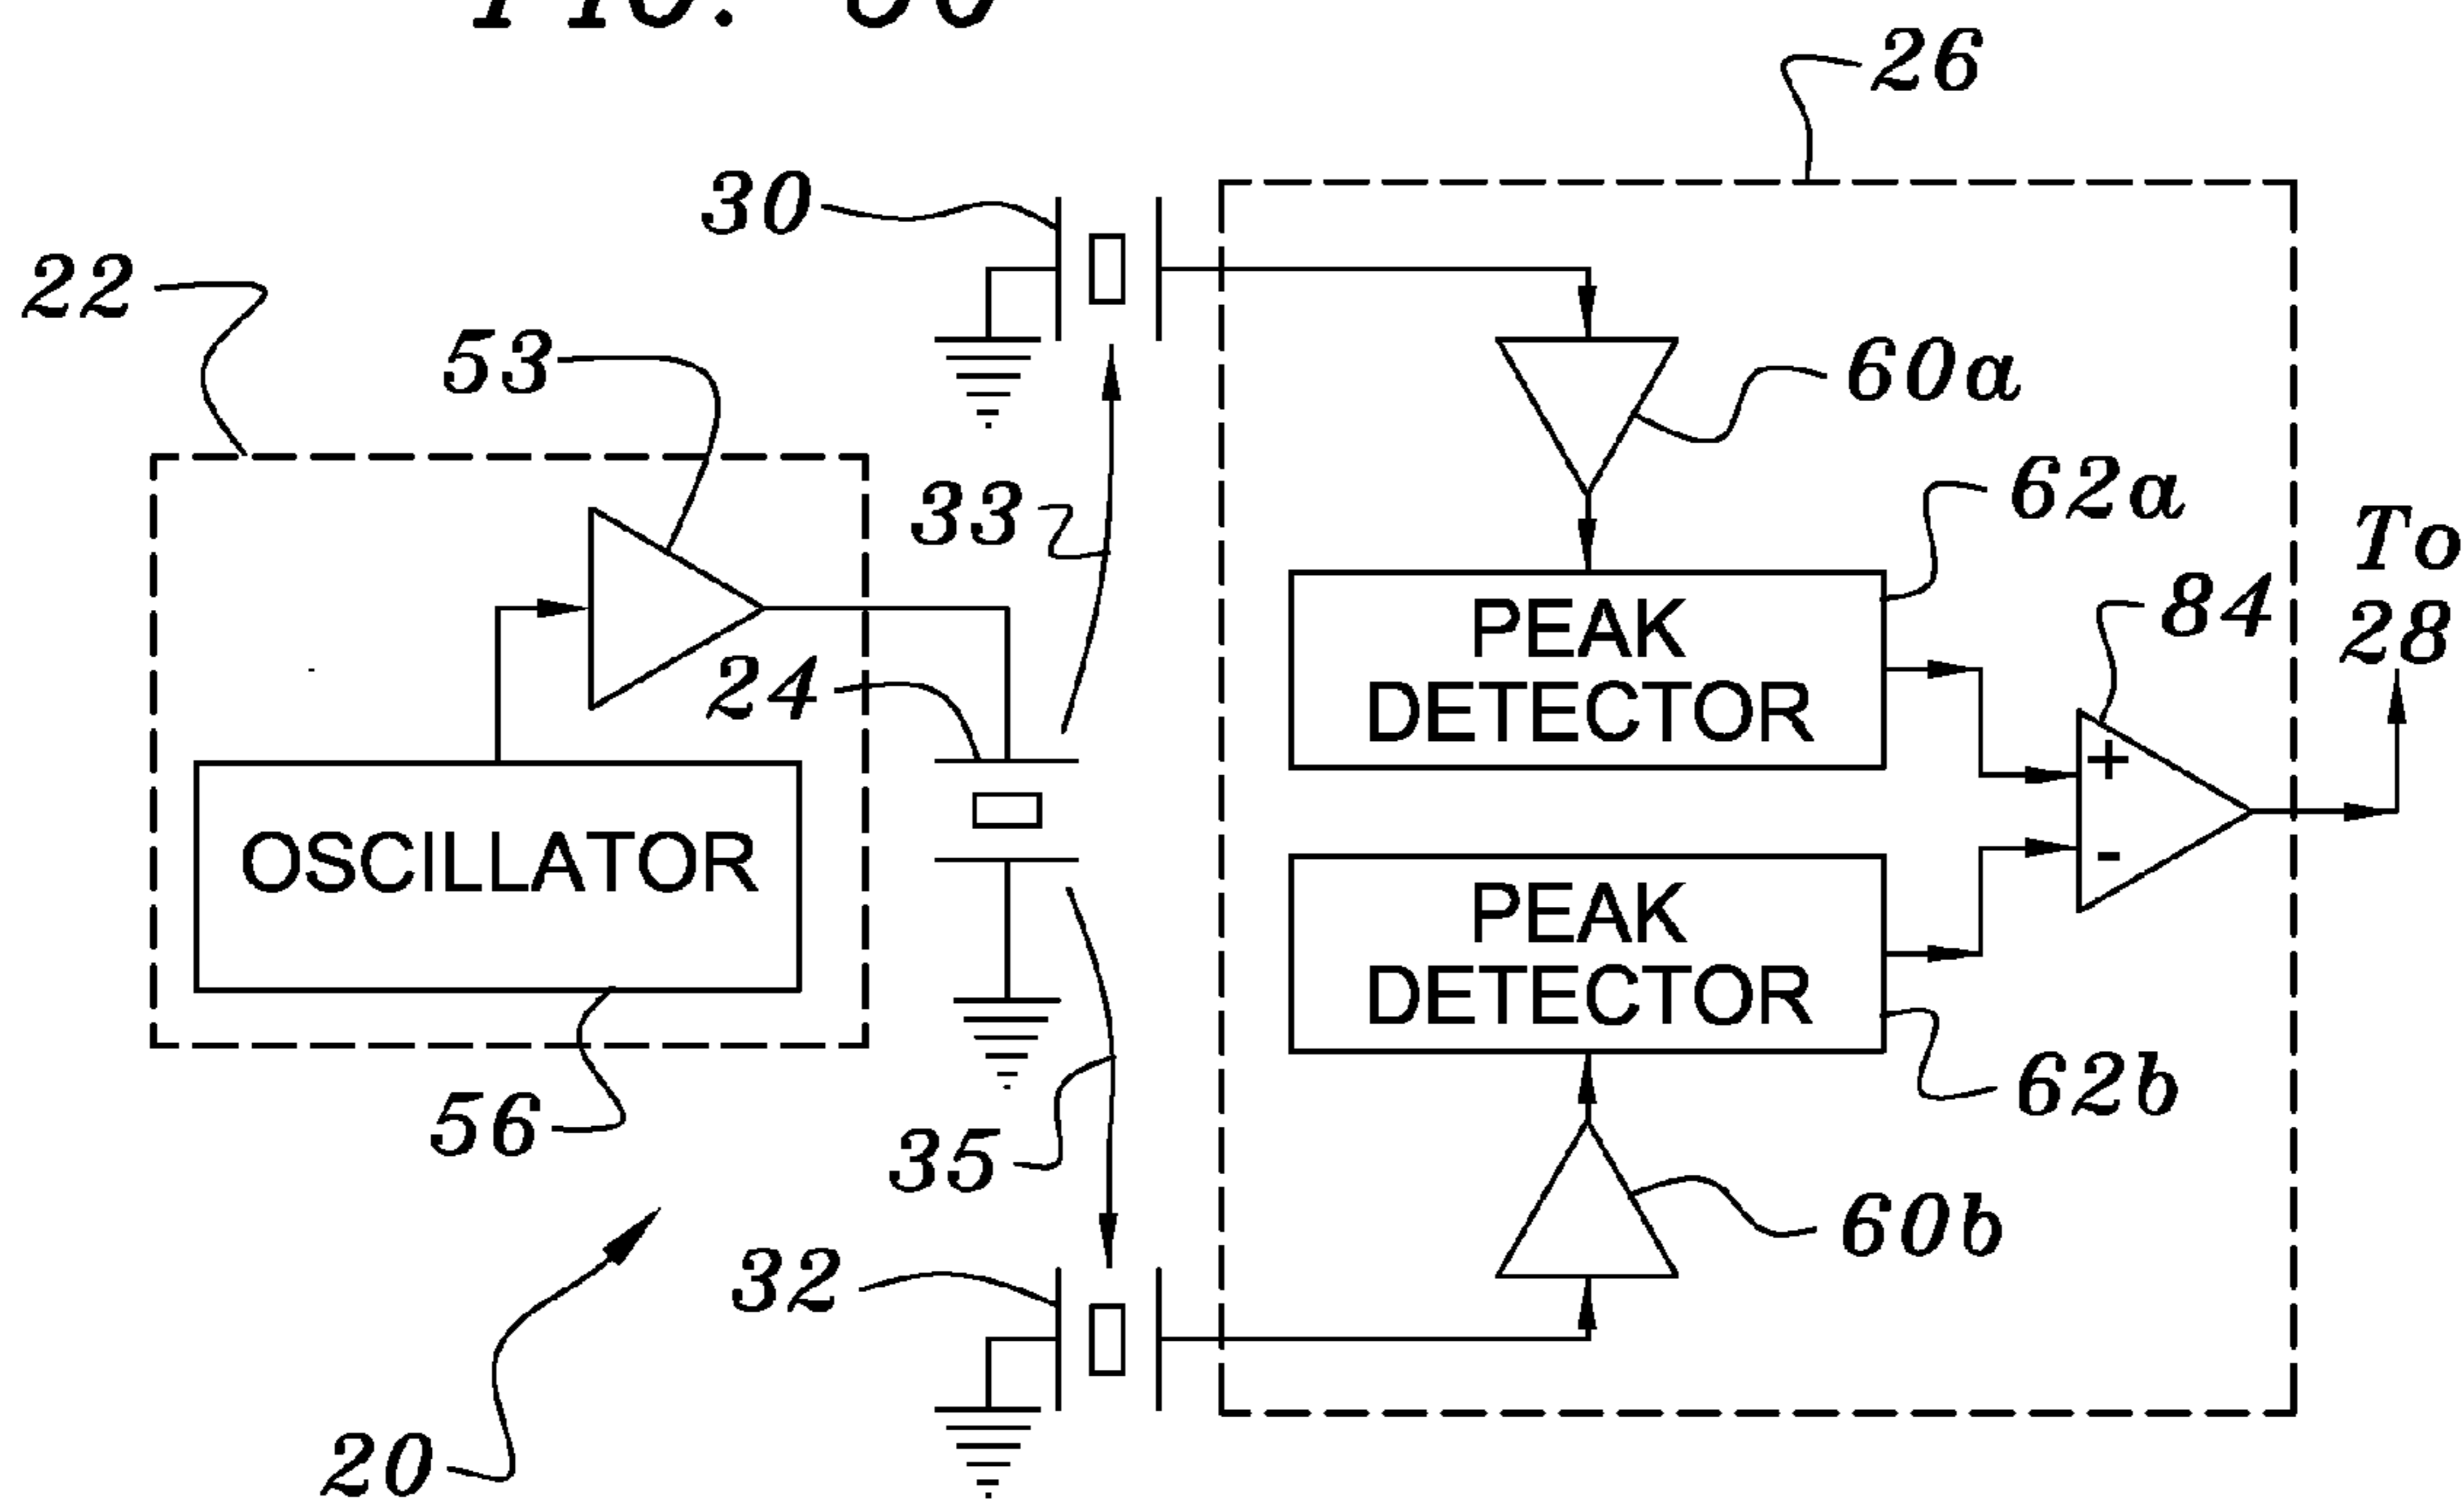 26
30
22
53
60a
33
62a
To
28
PEAK
DETECTOR
84
24
+
OSCILLATOR
-
PEAK
DETECTOR
62b
56
35
60b
32
20